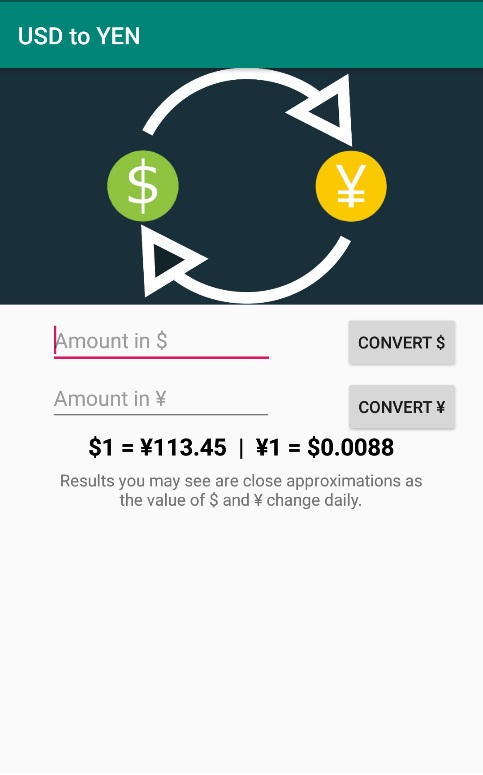 USD to YEN
$ ¥
Amount in $ CONVERT $
Amount in ¥ CONVERT ¥
$1 = ¥113.45 | ¥1 = $0.0088
Results you may see are close approximations as
the value of $ and ¥ change daily.